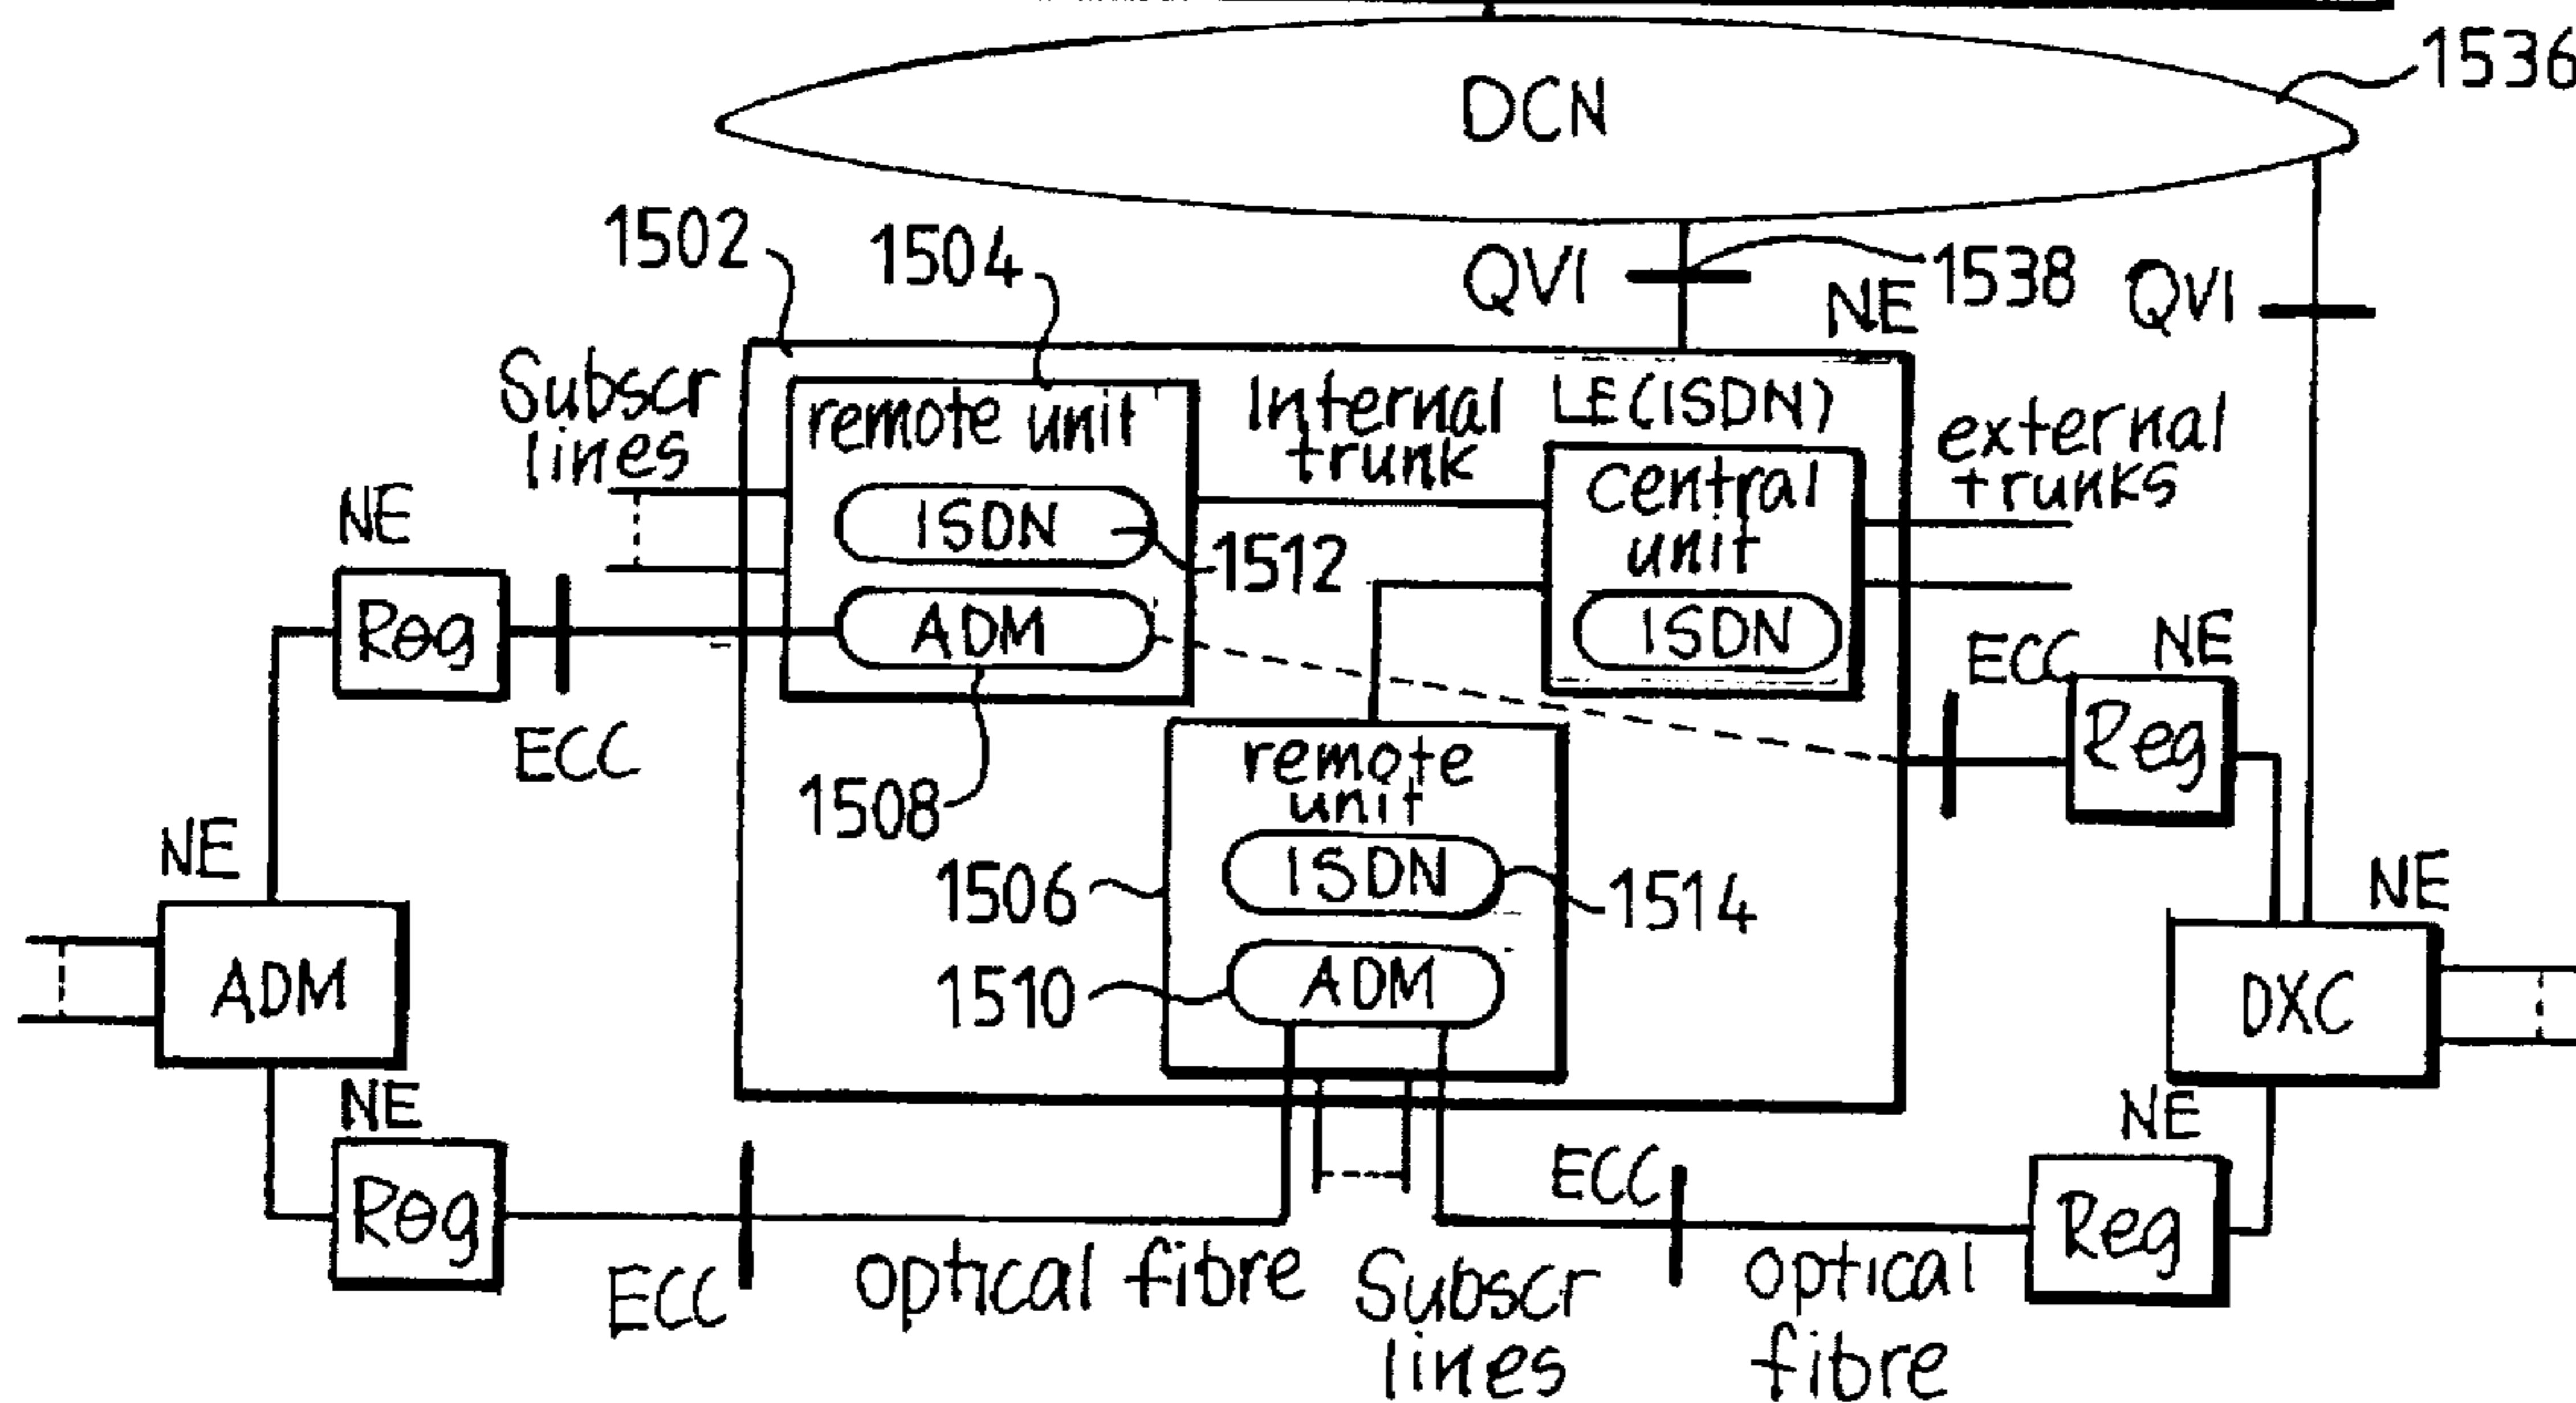 DCN
1536
1502
1504
QVI
1538
NE
QVI
Subscr
lines
remote unit
Internal
trunk
LE(ISDN)
external
trunks
NE
ISDN
1512
central
unit
Reg
ADM
ISDN
ECC
NE
ECC
Reg
remote
unit
1508
NE
1506
ISDN
1514
NE
ADM
1510
ADM
DXC
NE
NE
Reg
ECC
Reg
ECC
optical fibre
Subscr
lines
optical
fibre